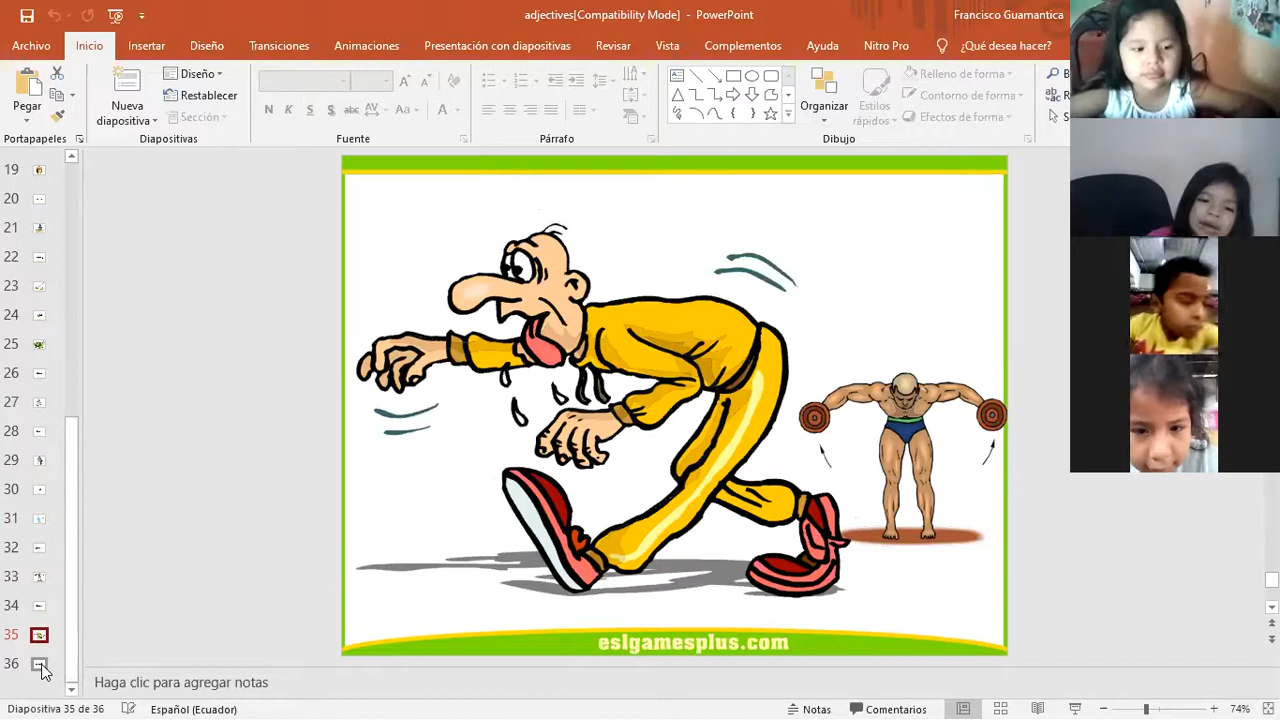 adjectives[Compatibility Mode] - PowerPoint
Francisco Guamantica
Archivo Inicio Insertar Diseño Transiciones Animaciones Presentación con diapositivas Revisar Vista Complementos Ayuda Nitro Pro ¿Qué desea hacer?
Pegar
Nueva diapositiva
Diseño
Restablecer
Sección
N K S abc AV Aa A
Organizar
Estilos rápidos
Relleno de forma
Contorno de forma
Efectos de forma
Portapapeles Diapositivas Fuente Párrafo Dibujo
19
20
21
22
23
24
25
26
27
28
29
30
31
32
33
34
35
36
eslgamesplus.com
Haga clic para agregar notas
Diapositiva 35 de 36 Español (Ecuador) Notas Comentarios 74%